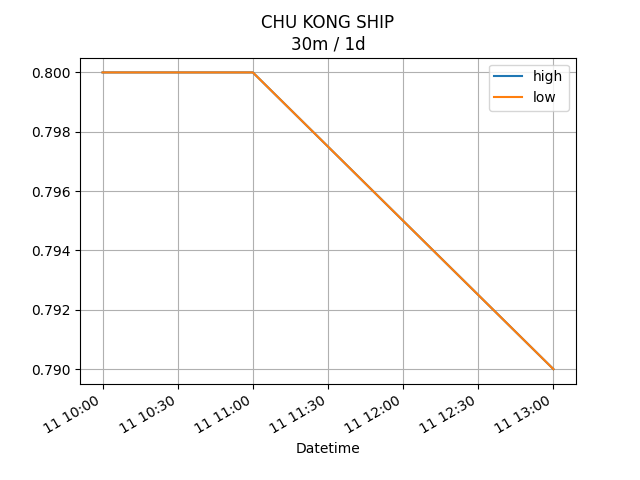 CHU KONG SHIP
30m / 1d
high
low
0.800
0.798
0.796
0.794
0.792
0.790
11 10:00
11 10:30
11 11:00
11 11:30
11 12:00
11 12:30
11 13:00
Datetime